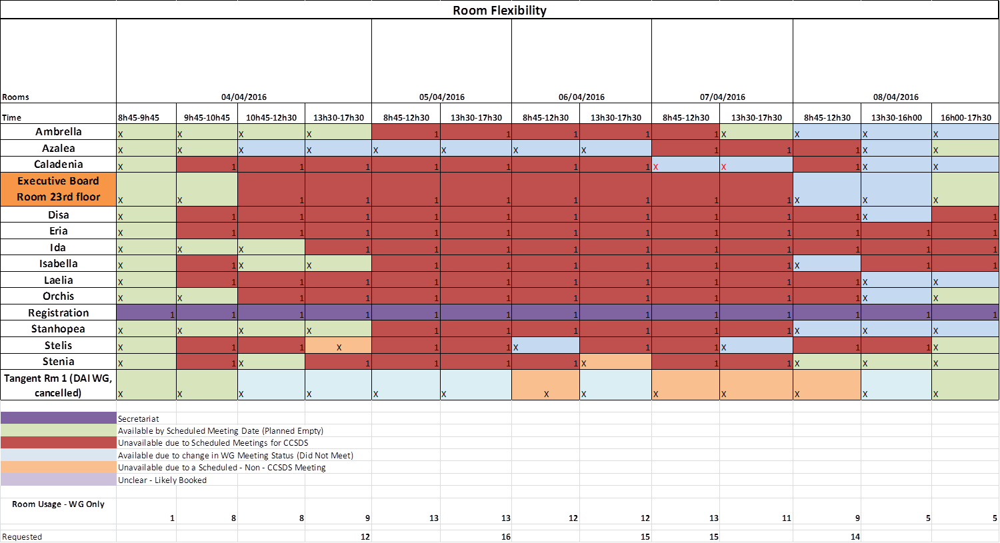 Room Flexibility
Rooms 04/04/2016 05/04/2016 06/04/2016 07/04/2016 08/04/2016
Time 8h45-9h45 9h45-10h45 10h45-12h30 13h30-17h30 8h45-12h30 13h30-17h30 8h45-12h30 13h30-17h30 8h45-12h30 13h30-17h30 8h45-12h30 13h30-16h00 16h00-17h30
Ambrella X X X X 1 1 1 1 1 X X X X
Azalea X X X X X X X X 1 1 1 X X
Caladenia X 1 1 1 1 1 1 1 X X 1 X X
Executive Board
Room 23rd floor X X 1 1 1 1 1 1 1 1 X X X
Disa X 1 1 1 1 1 1 1 1 1 1 X 1
Eria X 1 1 1 1 1 1 1 1 1 1 1 1
Ida X X X 1 1 1 1 1 1 1 1 1 1
Isabella X 1 X X 1 1 1 1 1 1 X 1 1
Laelia X 1 1 1 1 1 1 1 1 1 1 X X
Orchis X X 1 1 1 1 1 1 1 1 1 X X
Registration 1 1 1 1 1 1 1 1 1 1 1 1 1
Stanhopea X X X X 1 1 1 1 1 1 X X X
Stelis X 1 1 X 1 1 X 1 1 X 1 1 X
Stenia X 1 X 1 1 1 1 X 1 1 X X X
Tangent Rm 1 (DAI WG,
cancelled) X X X X X X X X X X X X X
Secretariat
Available by Scheduled Meeting Date (Planned Empty)
Unavailable due to Scheduled Meetings for CCSDS
Available due to change in WG Meeting Status (Did Not Meet)
Unavailable due to a Scheduled - Non - CCSDS Meeting
Unclear - Likely Booked
Room Usage - WG Only
1 8 8 9 13 13 12 12 13 11 9 5 5
Requested 12 16 15 15 14